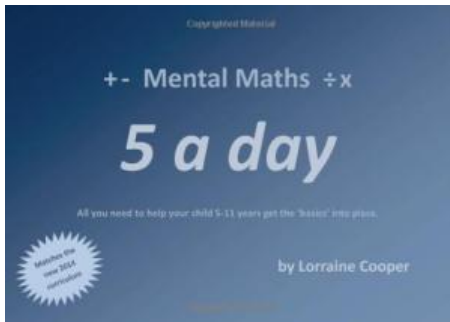 Copyrighted Material
+- Mental Maths ÷x
5 a day
All you need to help your child 5-11 years get the 'basics' into place.
Matches the
new 2014
curriculum
by Lorraine Cooper